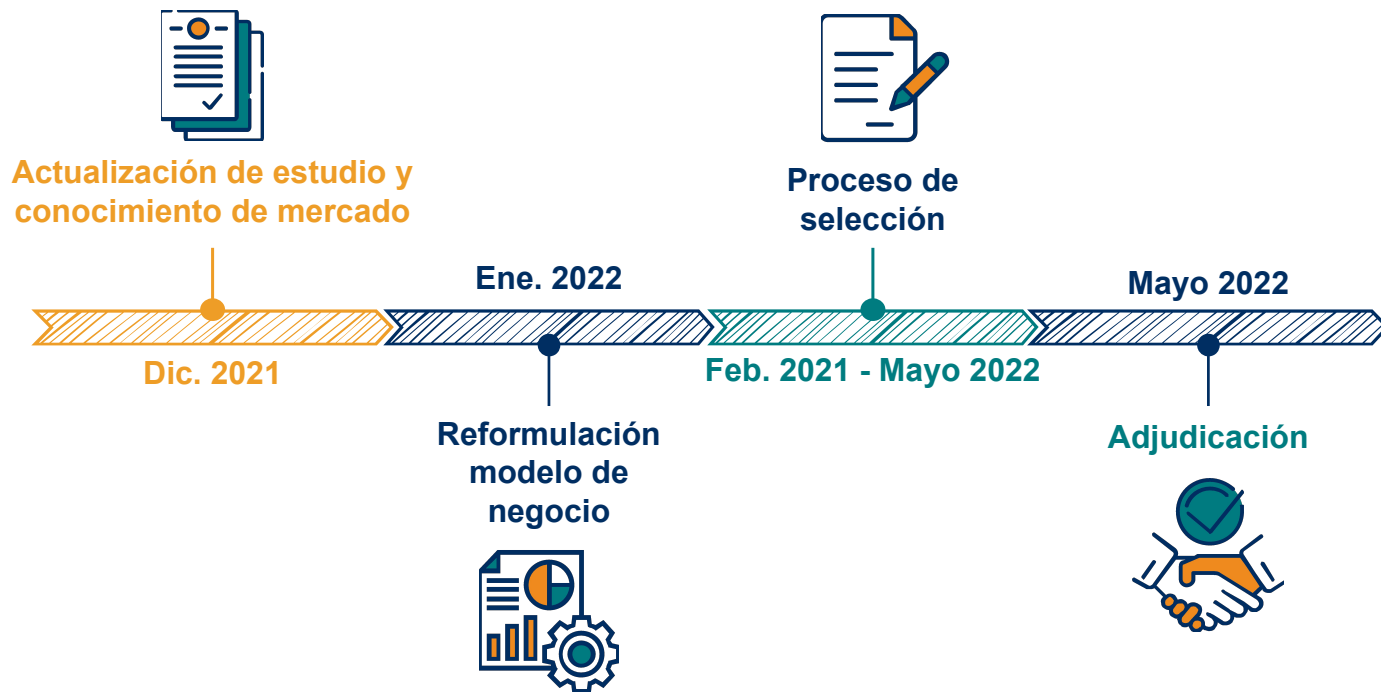 Actualización de estudio y
conocimiento de mercado
Dic. 2021
Ene. 2022
Reformulación
modelo de
negocio
Proceso de
selección
Feb. 2021 - Mayo 2022
Mayo 2022
Adjudicación